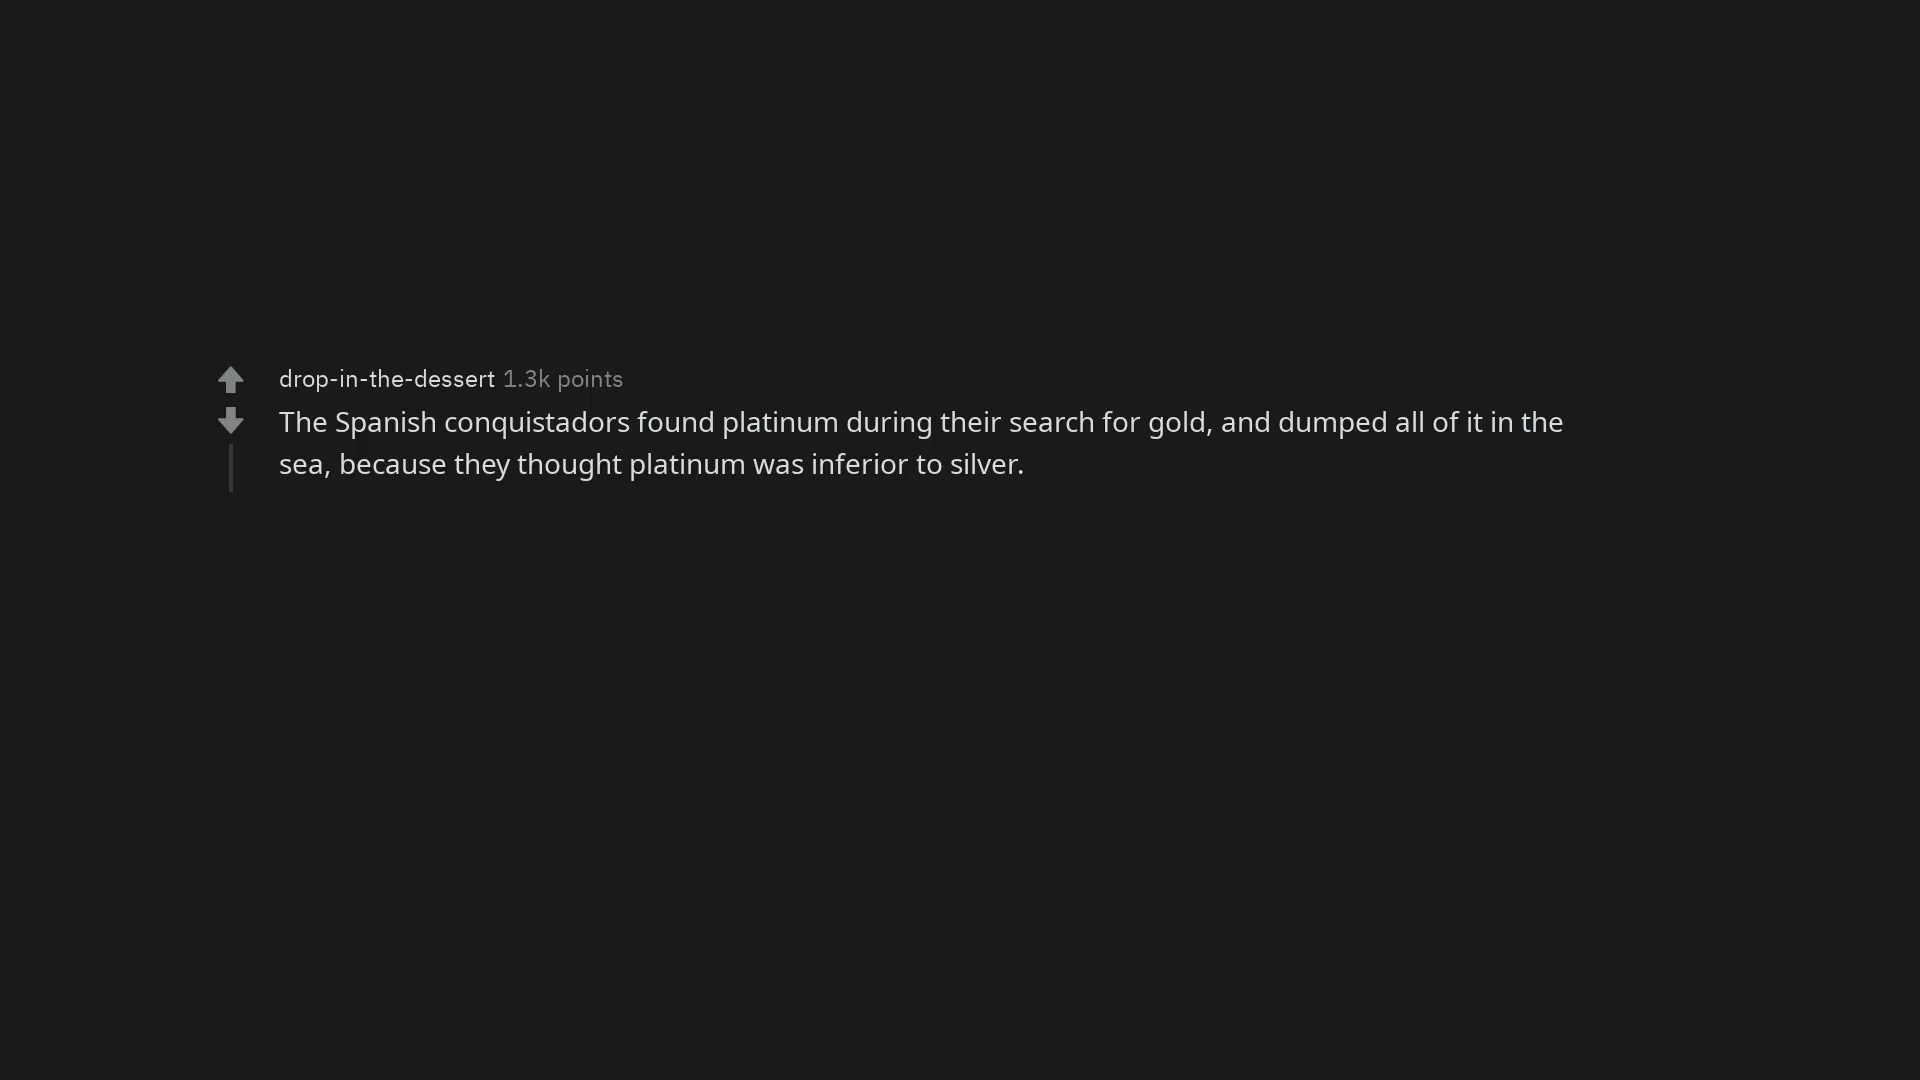 drop-in-the-dessert 1.3k points
The Spanish conquistadors found platinum during their search for gold, and dumped all of it in the
sea, because they thought platinum was inferior to silver.